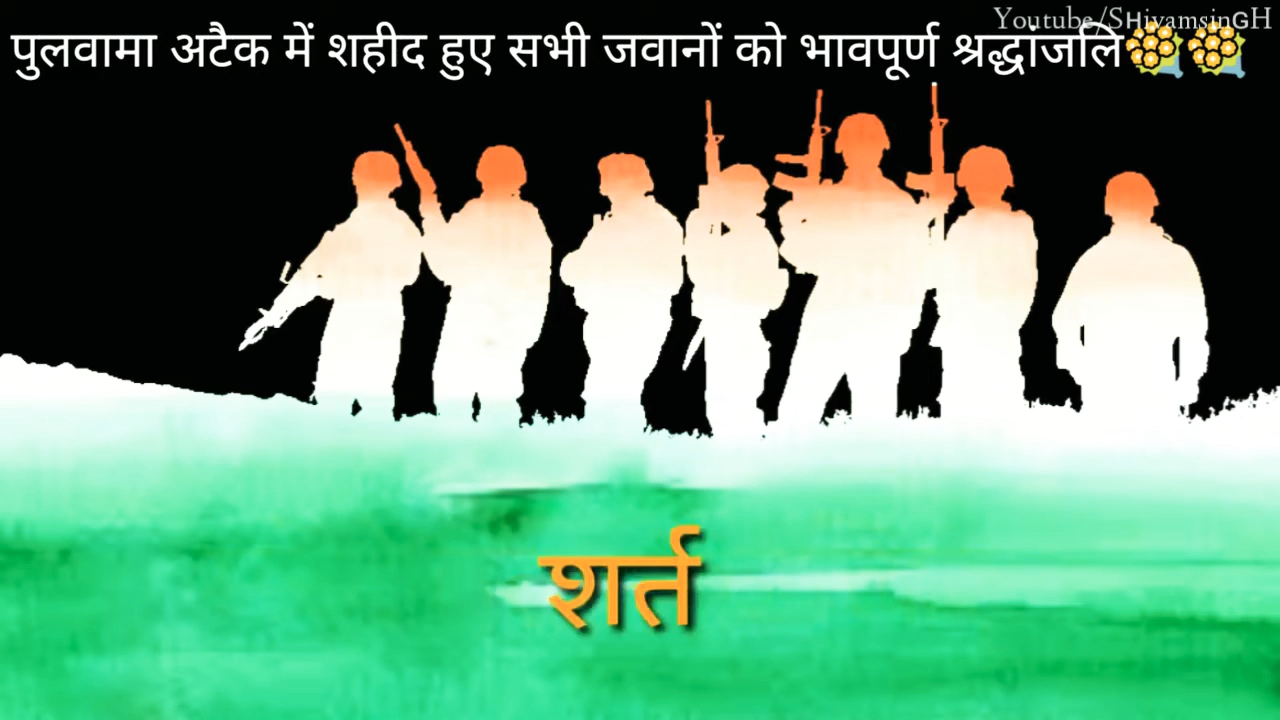 Youtube/SHivamsinGH
पुलवामा अटैक में शहीद हुए सभी जवानों को भावपूर्ण श्रद्धांजलि
शर्त